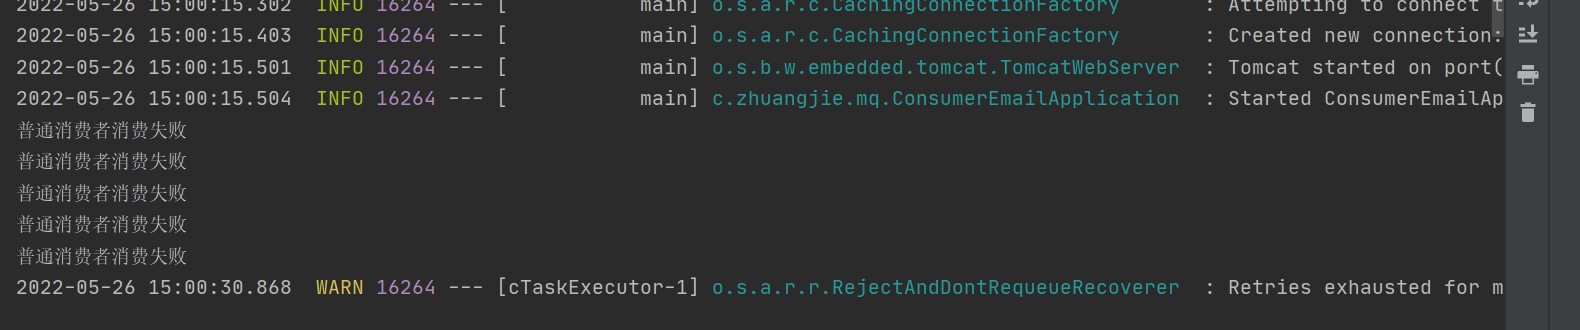 2022-05-26 15:00:15.302  INFO 16264 --- [           main] o.s.a.r.c.CachingConnectionFactory       : Attempting to connect t
2022-05-26 15:00:15.403  INFO 16264 --- [           main] o.s.a.r.c.CachingConnectionFactory       : Created new connection:
2022-05-26 15:00:15.501  INFO 16264 --- [           main] o.s.b.w.embedded.tomcat.TomcatWebServer  : Tomcat started on port(
2022-05-26 15:00:15.504  INFO 16264 --- [           main] c.zhuangjie.mq.ConsumerEmailApplication  : Started ConsumerEmailAp
普通消费者消费失败
普通消费者消费失败
普通消费者消费失败
普通消费者消费失败
普通消费者消费失败
2022-05-26 15:00:30.868  WARN 16264 --- [cTaskExecutor-1] o.s.a.r.r.RejectAndDontRequeueRecoverer  : Retries exhausted for m